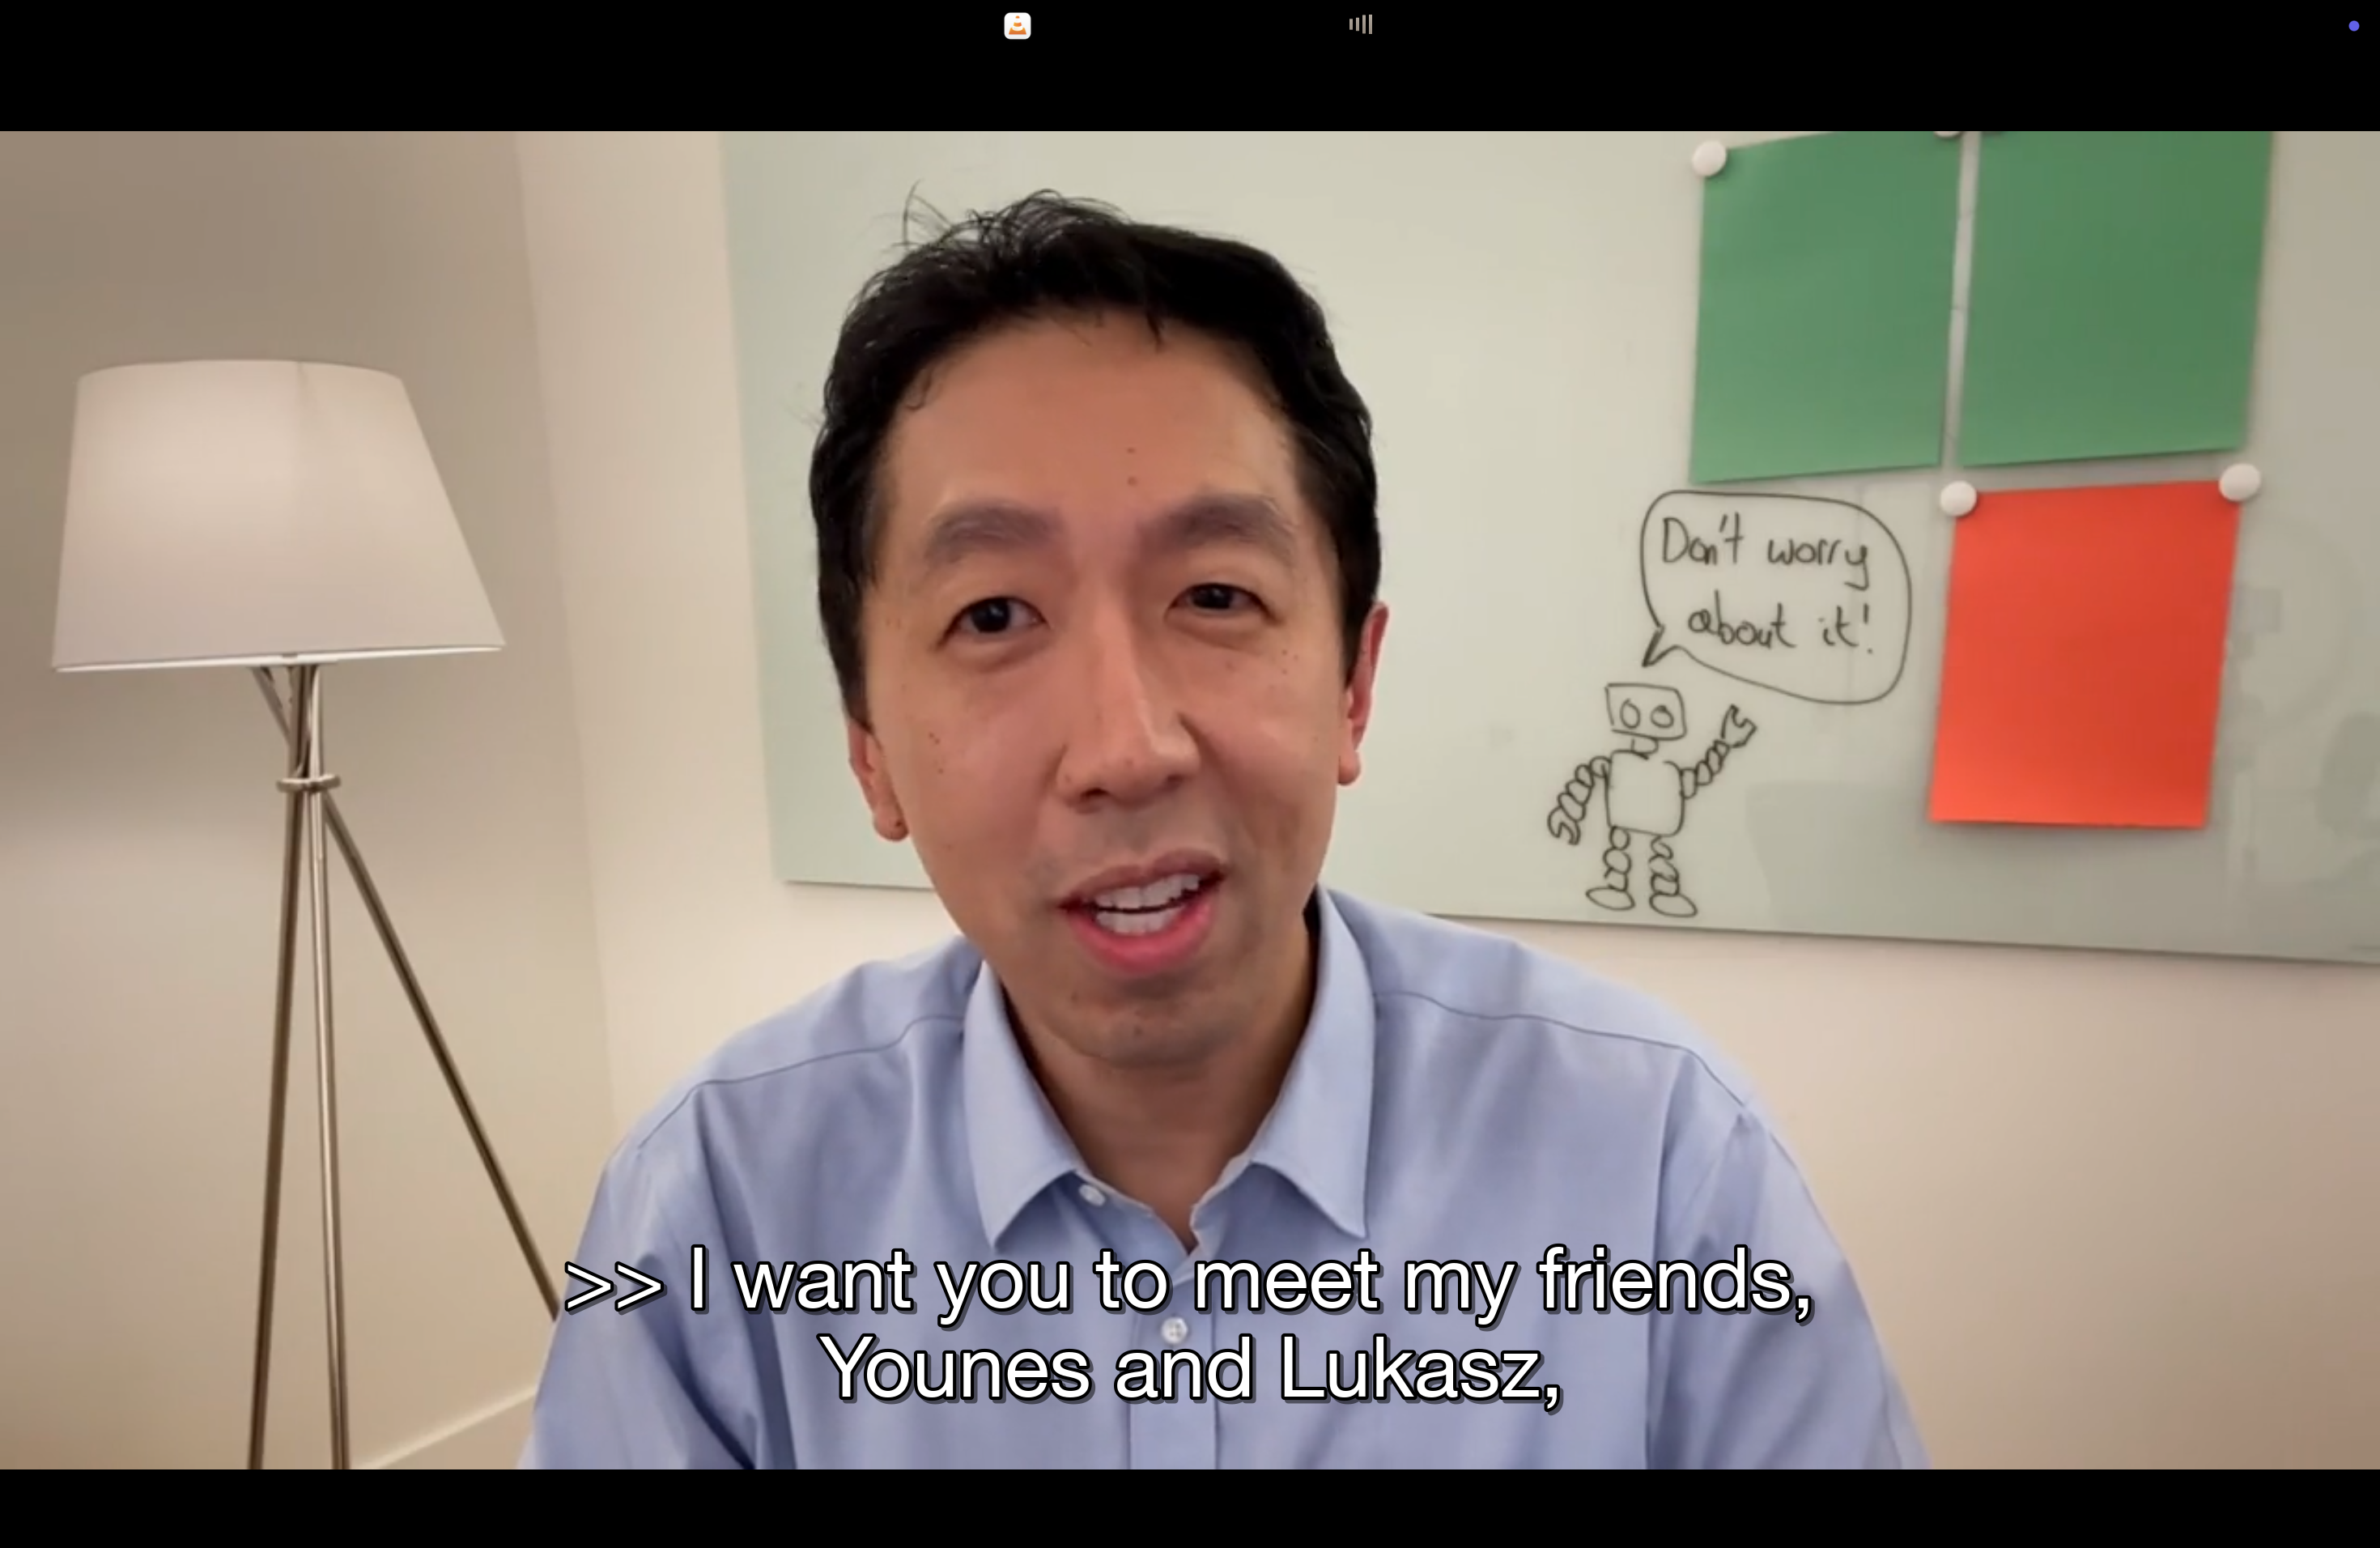 Don't worry
about it!
>> I want you to meet my friends,
Younes and Lukasz,